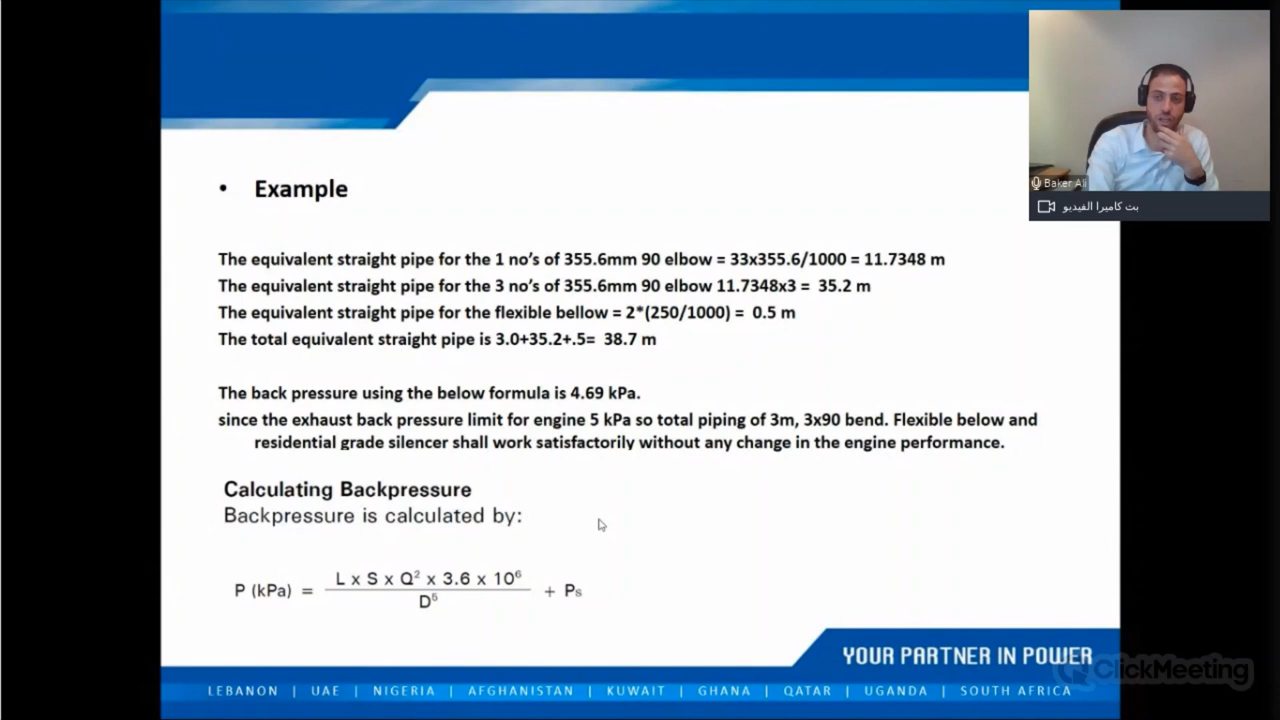 • Example
The equivalent straight pipe for the 1 no’s of 355.6mm 90 elbow = 33x355.6/1000 = 11.7348 m
The equivalent straight pipe for the 3 no’s of 355.6mm 90 elbow 11.7348x3 = 35.2 m
The equivalent straight pipe for the flexible bellow = 2*(250/1000) = 0.5 m
The total equivalent straight pipe is 3.0+35.2+.5= 38.7 m
The back pressure using the below formula is 4.69 kPa.
since the exhaust back pressure limit for engine 5 kPa so total piping of 3m, 3x90 bend. Flexible below and
residential grade silencer shall work satisfactorily without any change in the engine performance.
Calculating Backpressure
Backpressure is calculated by:
P (kPa) = L x S x Q² x 3.6 x 10⁶ / D⁵ + Ps
YOUR PARTNER IN POWER
ClickMeeting
LEBANON | UAE | NIGERIA | AFGHANISTAN | KUWAIT | GHANA | QATAR | UGANDA | SOUTH AFRICA
Baker Ali
بث كاميرا الفيديو